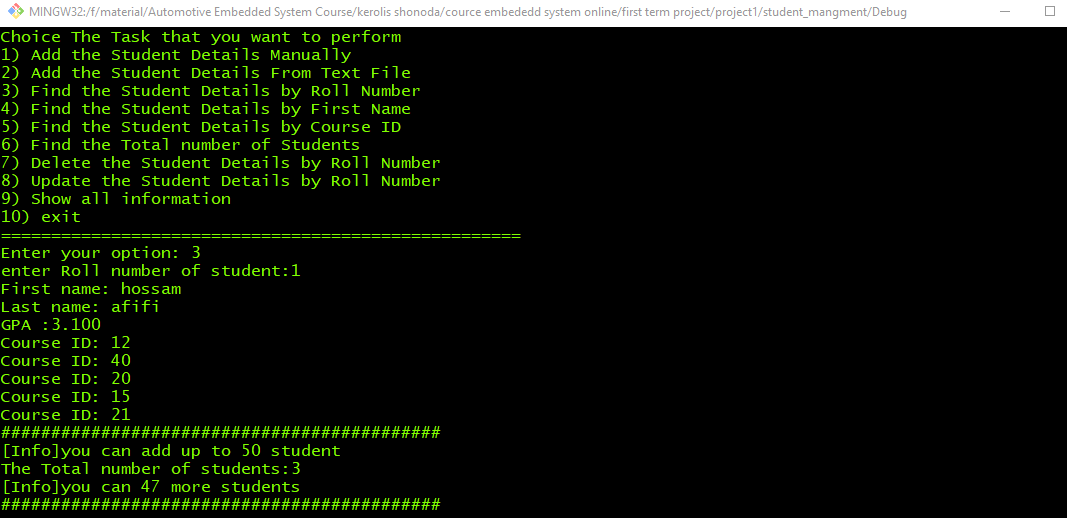 MINGW32:/f/material/Automotive Embedded System Course/kerolis shonoda/cource embededd system online/first term project/project1/student_mangment/Debug
Choice The Task that you want to perform
1) Add the Student Details Manually
2) Add the Student Details From Text File
3) Find the Student Details by Roll Number
4) Find the Student Details by First Name
5) Find the Student Details by Course ID
6) Find the Total number of Students
7) Delete the Student Details by Roll Number
8) Update the Student Details by Roll Number
9) Show all information
10) exit
====================================================
Enter your option: 3
enter Roll number of student:1
First name: hossam
Last name: afifi
GPA :3.100
Course ID: 12
Course ID: 40
Course ID: 20
Course ID: 15
Course ID: 21
############################################
[Info]you can add up to 50 student
The Total number of students:3
[Info]you can 47 more students
############################################